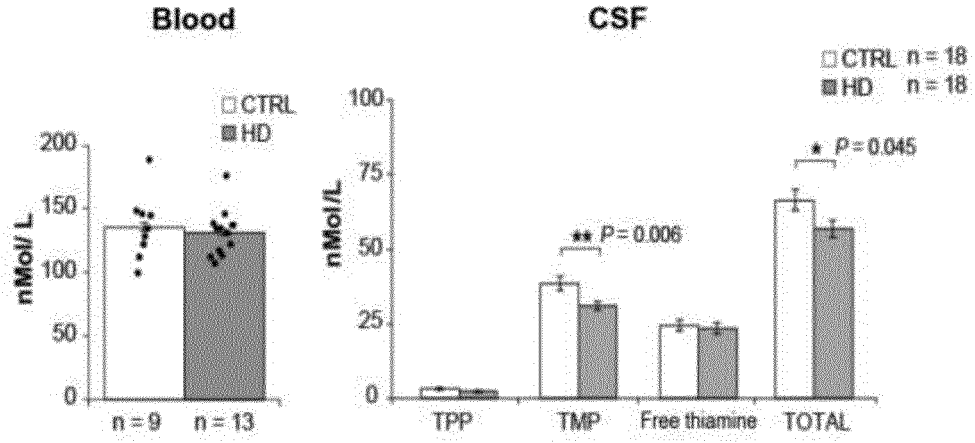 Blood
CTRL
HD
nMol/ L
200
150
100
50
0
n = 9
n = 13
CSF
CTRL n = 18
HD n = 18
nMol /L
100
75
50
25
0
** P = 0.006
* P = 0.045
TPP
TMP
Free thiamine
TOTAL